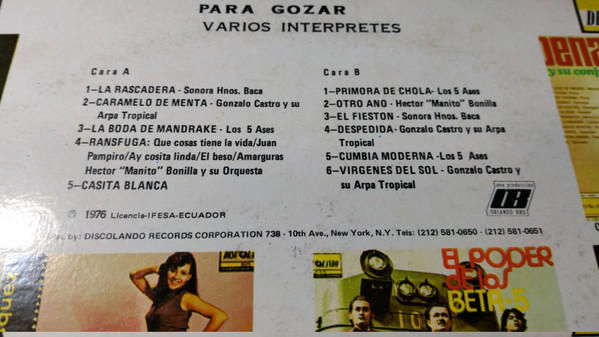 PARA GOZAR
VARIOS INTERPRETES
Cara A
1—LA RASCADERA - Sonora Hnos. Baca
2—CARAMELO DE MENTA - Gonzalo Castro y su
Arpa Tropical
3—LA BODA DE MANDRAKE - Los 5 Ases
4—RANSFUGA: Que cosas tiene la vida/Juan
Pampiro/Ay cosita linda/El beso/Amarguras
Hector "Manito" Bonilla y su Orquesta
5—CASITA BLANCA
Cara B
1—PRIMORA DE CHOLA- Los 5 Ases
2—OTRO ANO - Hector "Manito" Bonilla
3—EL FIESTON - Sonora Hnos. Baca
4—DESPEDIDA - Gonzalo Castro y su Arpa
Tropical
5—CUMBIA MODERNA - Los 5 Ases
6—VIRGENES DEL SOL - Gonzalo Castro y
su Arpa Tropical
una produccion
ORLANDO BRU
℗ 1976 Licencia-IFESA-ECUADOR
by: DISCOLANDO RECORDS CORPORATION 738 - 10th Ave., New York, N.Y. Tels: (212) 581-0650 - (212) 581-0651
EL PODER
DE LOS
BETA-5